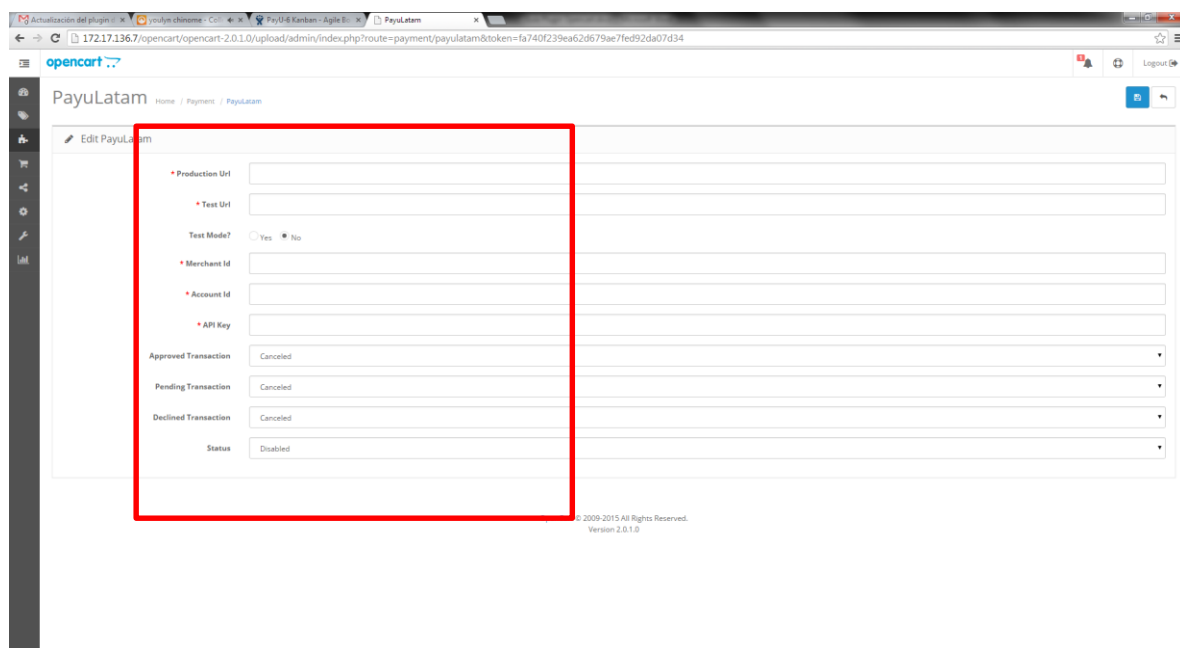 Actualización del plugin d
youlyn chinome - Col
PayU-6 Kanban - Agile Bo
PayuLatam
172.17.136.7/opencart/opencart-2.0.1.0/upload/admin/index.php?route=payment/payulatam&token=fa740f239ea62d679ae7fed92da07d34
opencart
1
Logout
PayuLatam Home / Payment / PayuLatam
Edit PayuLatam
* Production Url
* Test Url
Test Mode? Yes No
* Merchant Id
* Account Id
* API Key
Approved Transaction Canceled
Pending Transaction Canceled
Declined Transaction Canceled
Status Disabled
© 2009-2015 All Rights Reserved.
Version 2.0.1.0